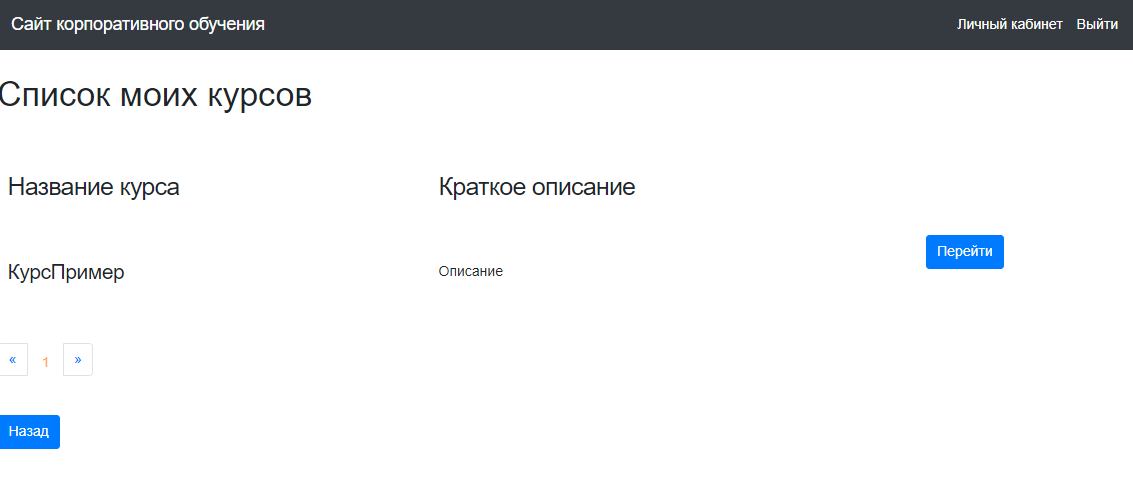 Сайт корпоративного обучения Личный кабинет Выйти
Список моих курсов
Название курса Краткое описание
Перейти
КурсПример Описание
« 1 »
Назад